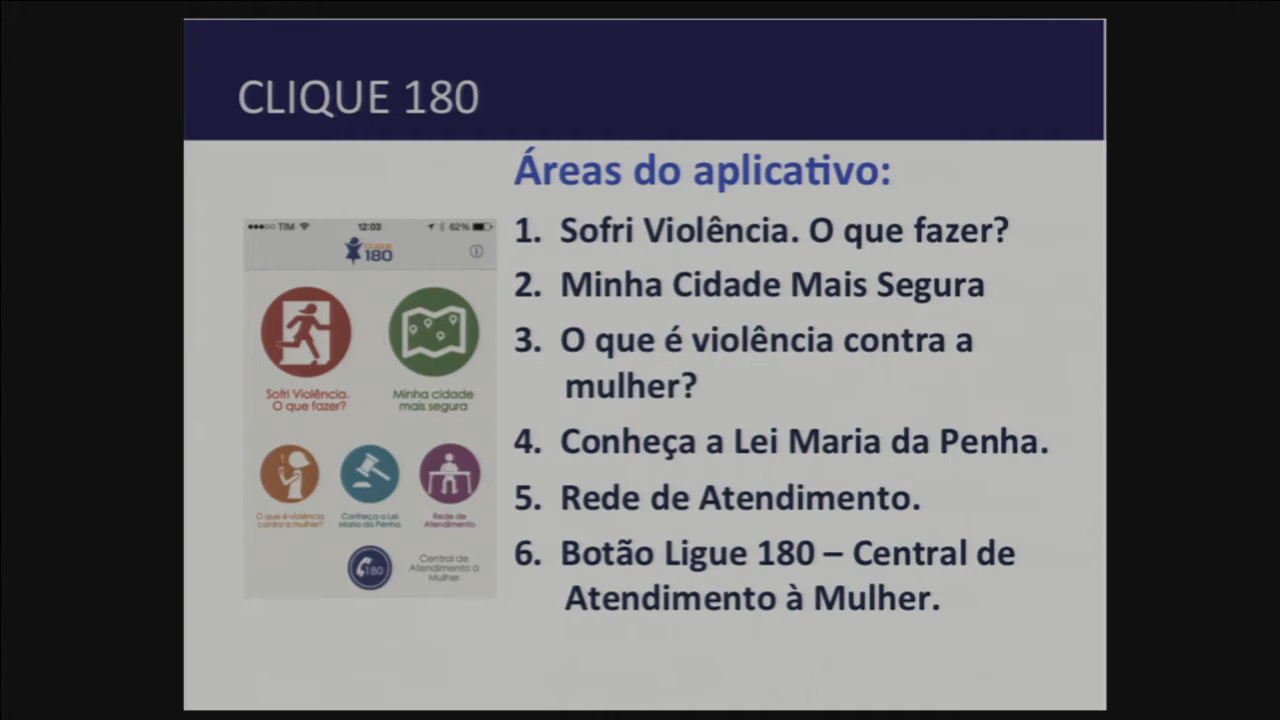 CLIQUE 180
Áreas do aplicativo:
1. Sofri Violência. O que fazer?
2. Minha Cidade Mais Segura
3. O que é violência contra a
mulher?
4. Conheça a Lei Maria da Penha.
5. Rede de Atendimento.
6. Botão Ligue 180 – Central de
Atendimento à Mulher.
TIM 12:03 62%
CLIQUE
180
Sofri Violência.
O que fazer?
Minha cidade
mais segura
O que é violência
contra a mulher?
Conheça a Lei
Maria da Penha
Rede de
Atendimento
180
Central de
Atendimento à
Mulher